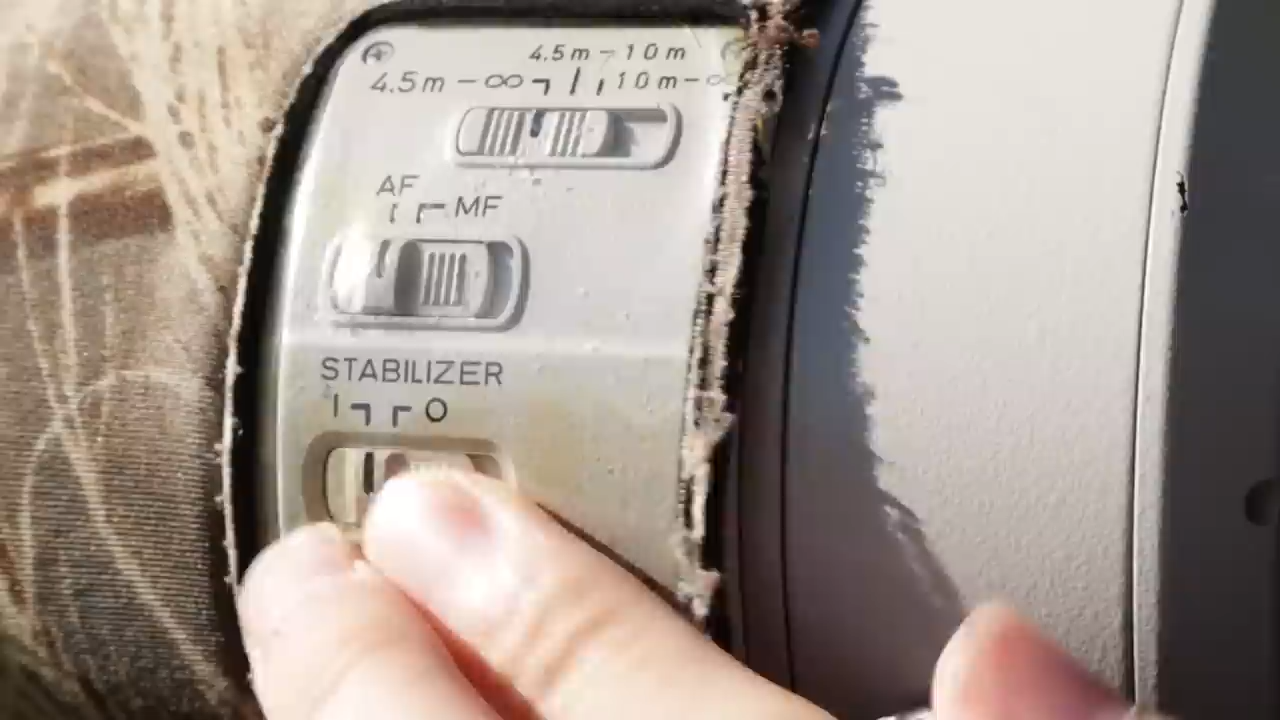 4.5m-10m
4.5m-∞ 10m-∞
AF
MF
STABILIZER
I O